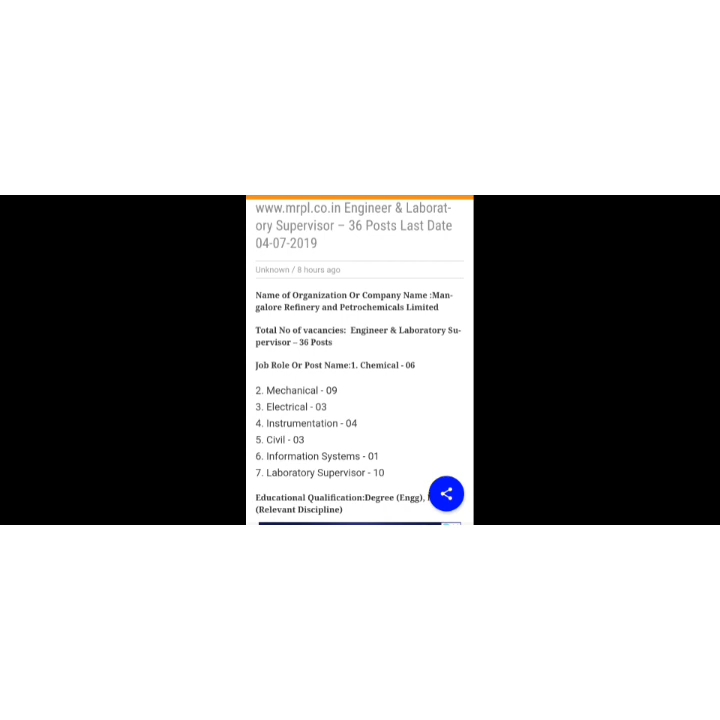 www.mrpl.co.in Engineer & Laborat-
ory Supervisor – 36 Posts Last Date
04-07-2019
Unknown / 8 hours ago
Name of Organization Or Company Name :Man-
galore Refinery and Petrochemicals Limited
Total No of vacancies: Engineer & Laboratory Su-
pervisor – 36 Posts
Job Role Or Post Name:1. Chemical - 06
2. Mechanical - 09
3. Electrical - 03
4. Instrumentation - 04
5. Civil - 03
6. Information Systems - 01
7. Laboratory Supervisor - 10
Educational Qualification:Degree (Engg),
(Relevant Discipline)